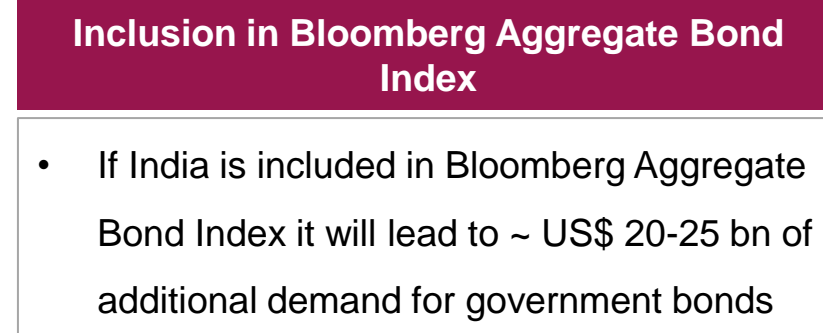 Inclusion in Bloomberg Aggregate Bond
Index
• If India is included in Bloomberg Aggregate
Bond Index it will lead to ~ US$ 20-25 bn of
additional demand for government bonds